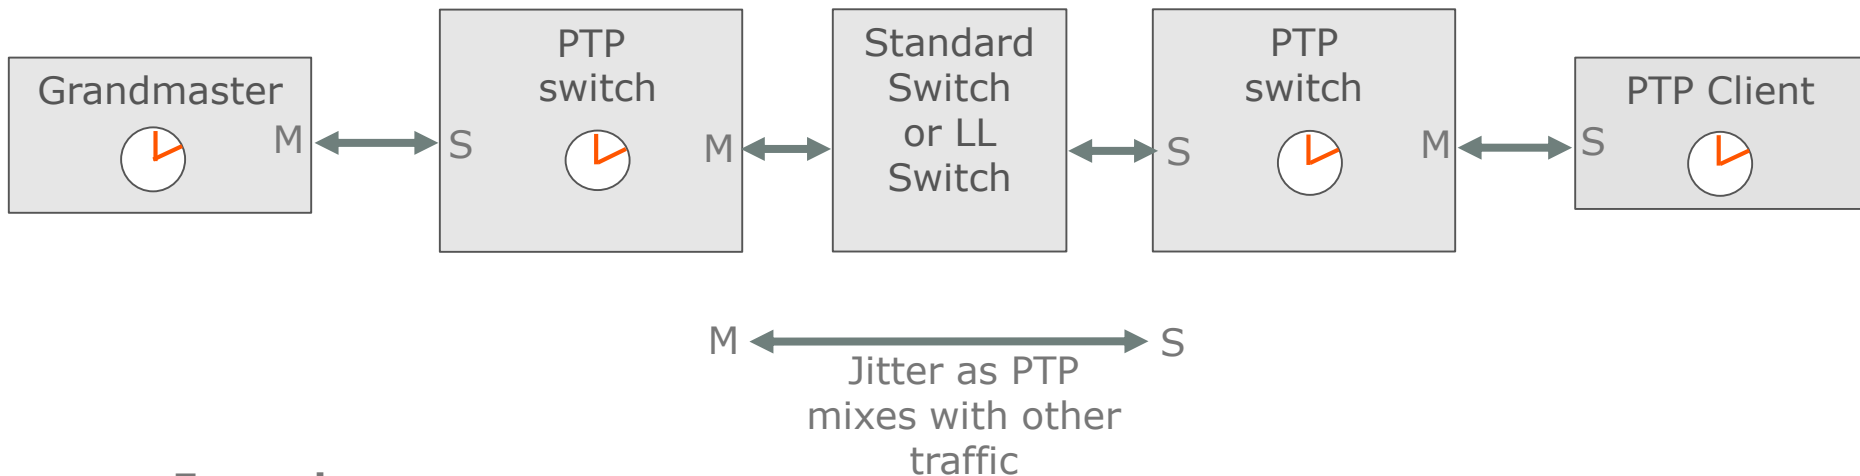 Grandmaster
M
S
PTP
switch
M
Standard
Switch
or LL
Switch
S
PTP
switch
M
S
PTP Client
M
S
Jitter as PTP
mixes with other
traffic